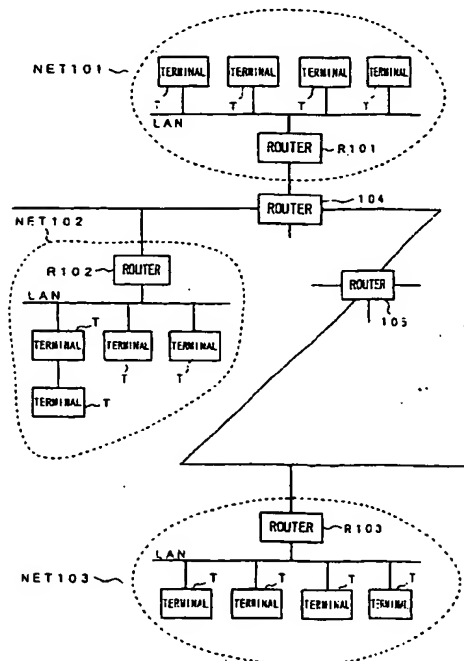 NET101
TERMINAL TERMINAL TERMINAL TERMINAL
T T T T
LAN
ROUTER R101
ROUTER 104
NET102
R102 ROUTER
LAN
ROUTER
105
T
TERMINAL TERMINAL TERMINAL
T T
TERMINAL T
ROUTER R103
LAN
NET103
T T T T
TERMINAL TERMINAL TERMINAL TERMINAL